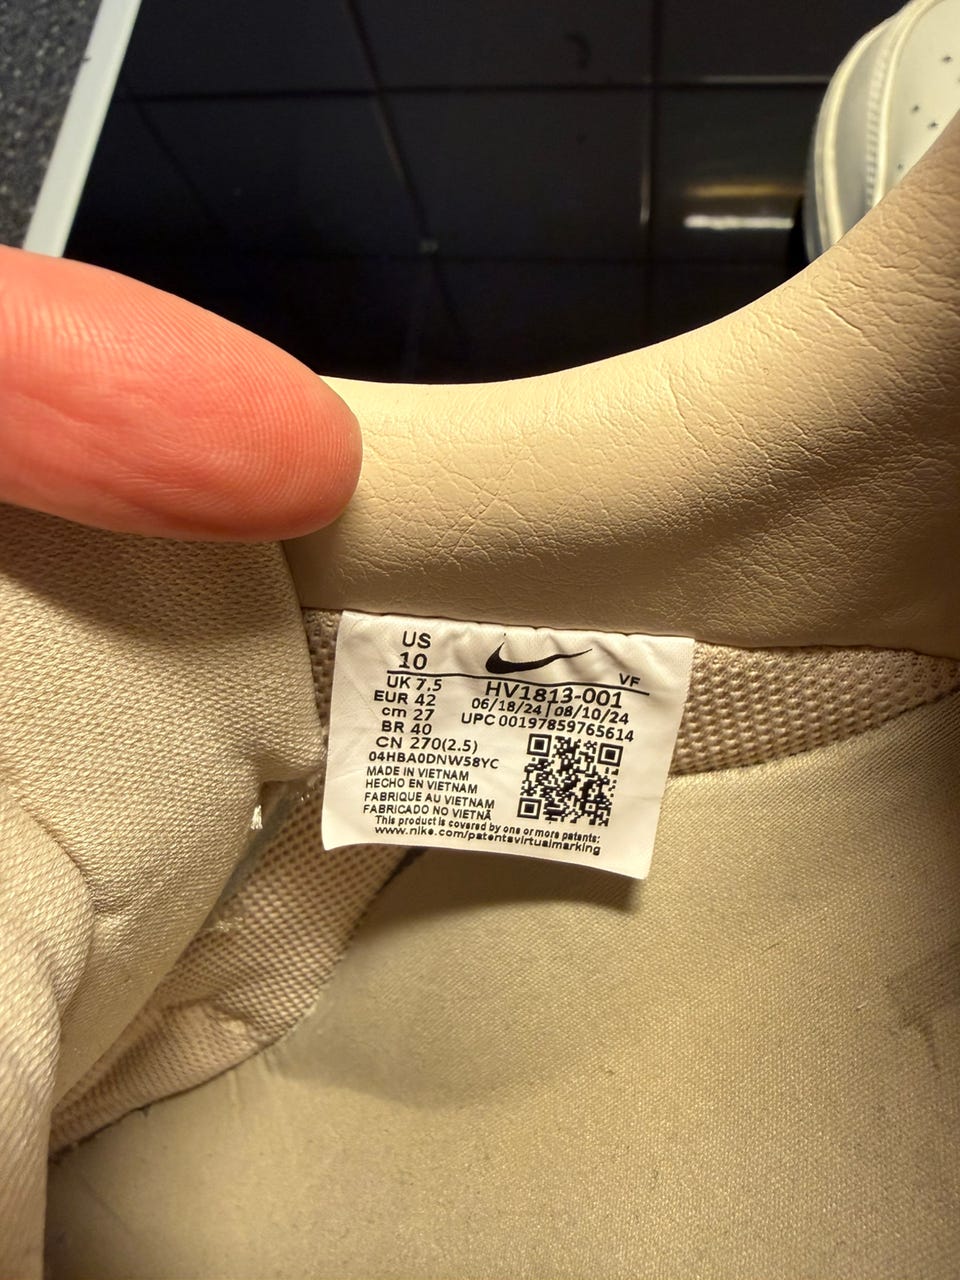 US
10
VF
UK 7,5
HV1813-001
EUR 42
06/18/24 | 08/10/24
cm 27
UPC 00197859765614
BR 40
CN 270(2.5)
04HBA0DNW58YC
MADE IN VIETNAM
HECHO EN VIETNAM
FABRIQUE AU VIETNAM
FABRICADO NO VIETNÃ
This product is covered by one or more patents:
www.nike.com/patentsvirtualmarking